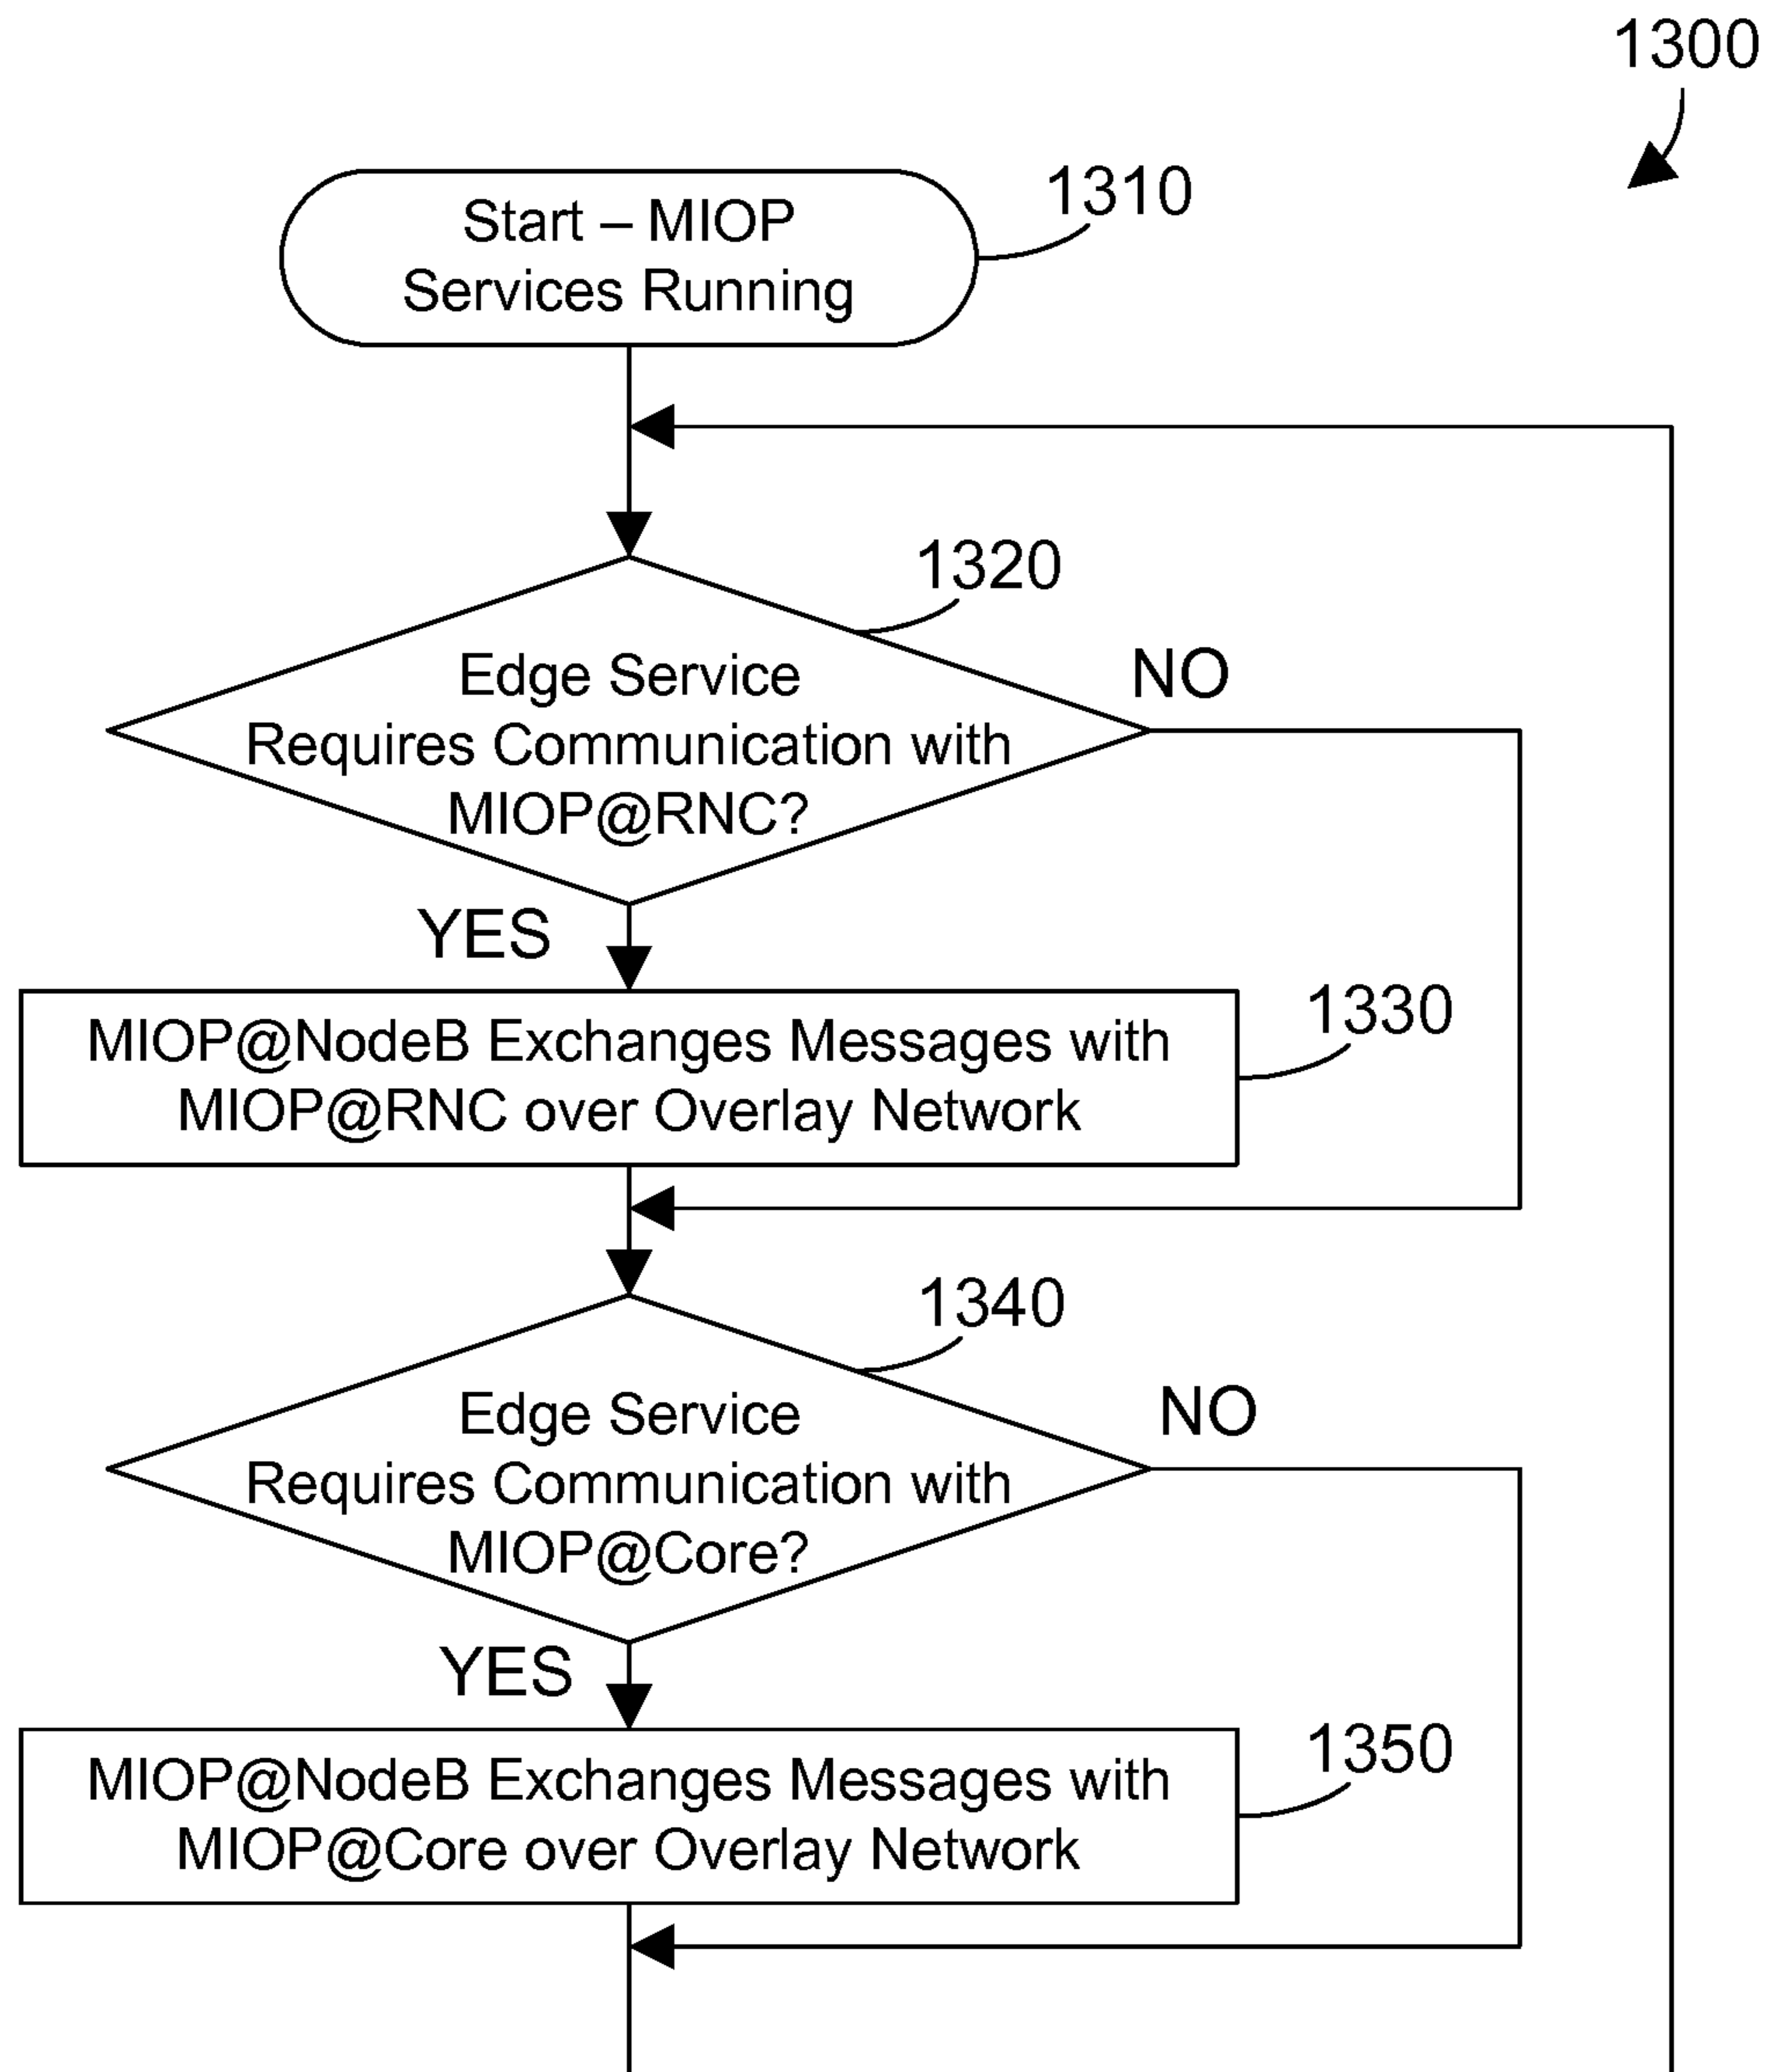 1300
1310
Start – MIOP
Services Running
1320
Edge Service
Requires Communication with
MIOP@RNC?
NO
YES
1330
MIOP@NodeB Exchanges Messages with
MIOP@RNC over Overlay Network
1340
Edge Service
Requires Communication with
MIOP@Core?
NO
YES
1350
MIOP@NodeB Exchanges Messages with
MIOP@Core over Overlay Network